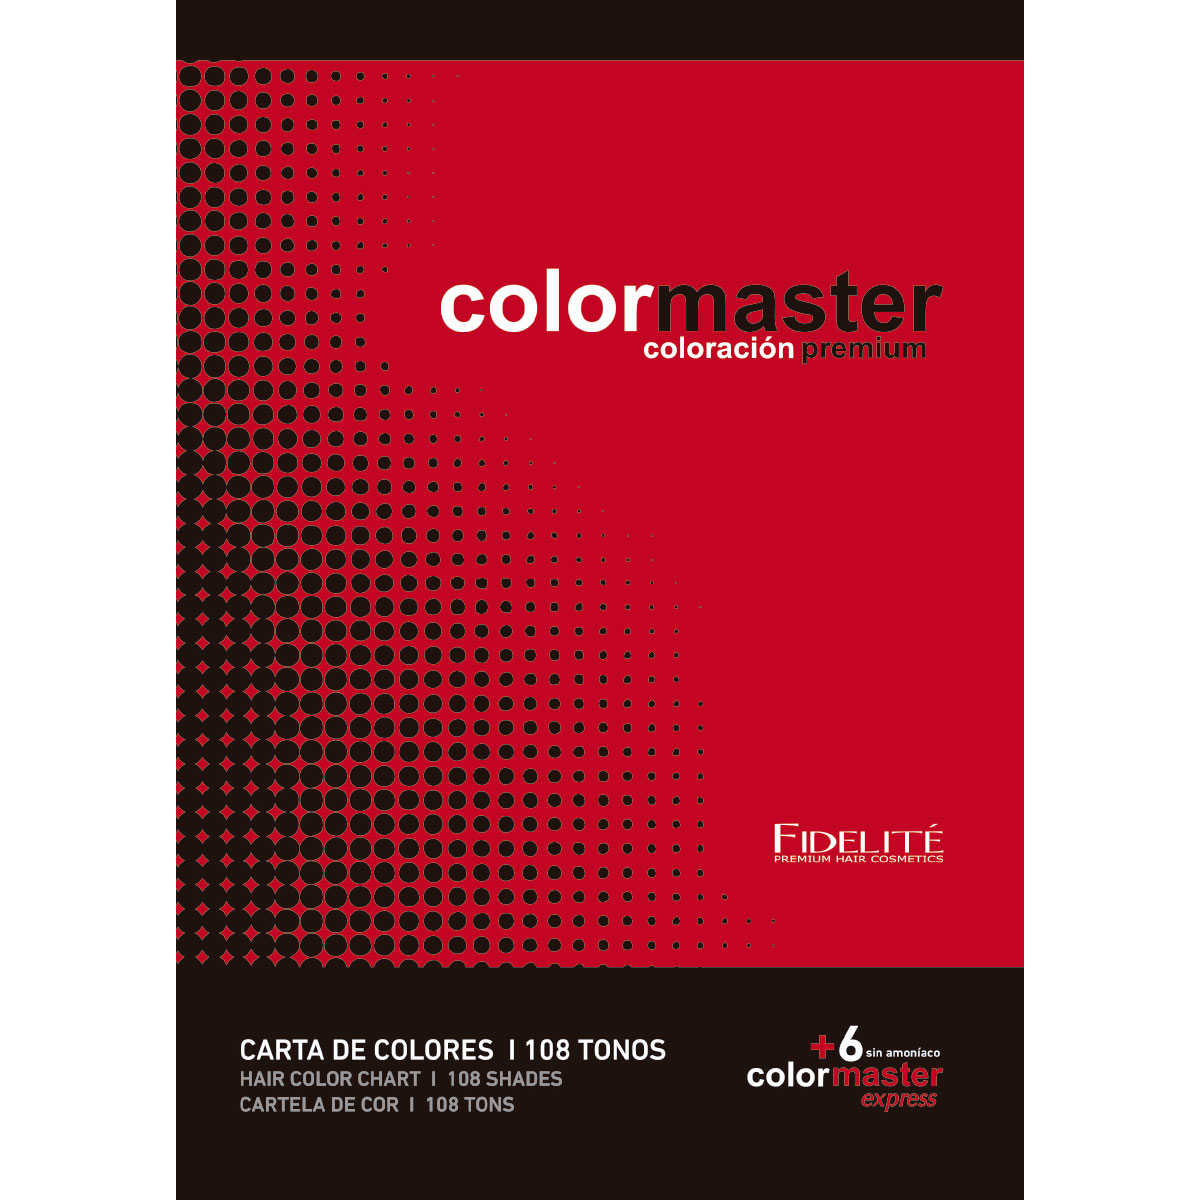 colormaster
coloración premium
FIDELITÉ
PREMIUM HAIR COSMETICS
CARTA DE COLORES | 108 TONOS
HAIR COLOR CHART | 108 SHADES
CARTELA DE COR | 108 TONS
+6 sin amoníaco
colormaster
express